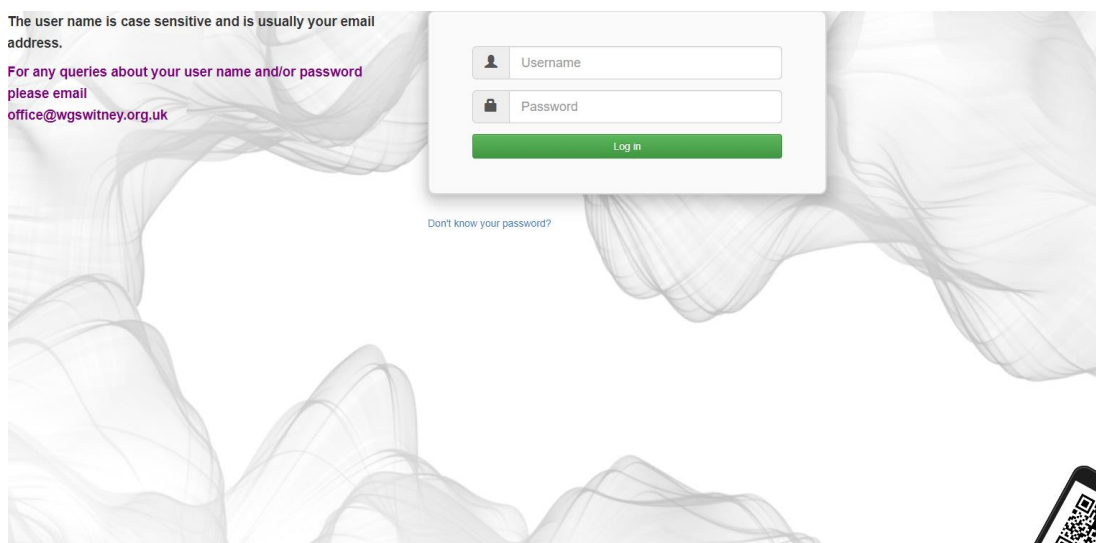 The user name is case sensitive and is usually your email
address.
For any queries about your user name and/or password
please email
office@wgswitney.org.uk
Username
Password
Log in
Don't know your password?